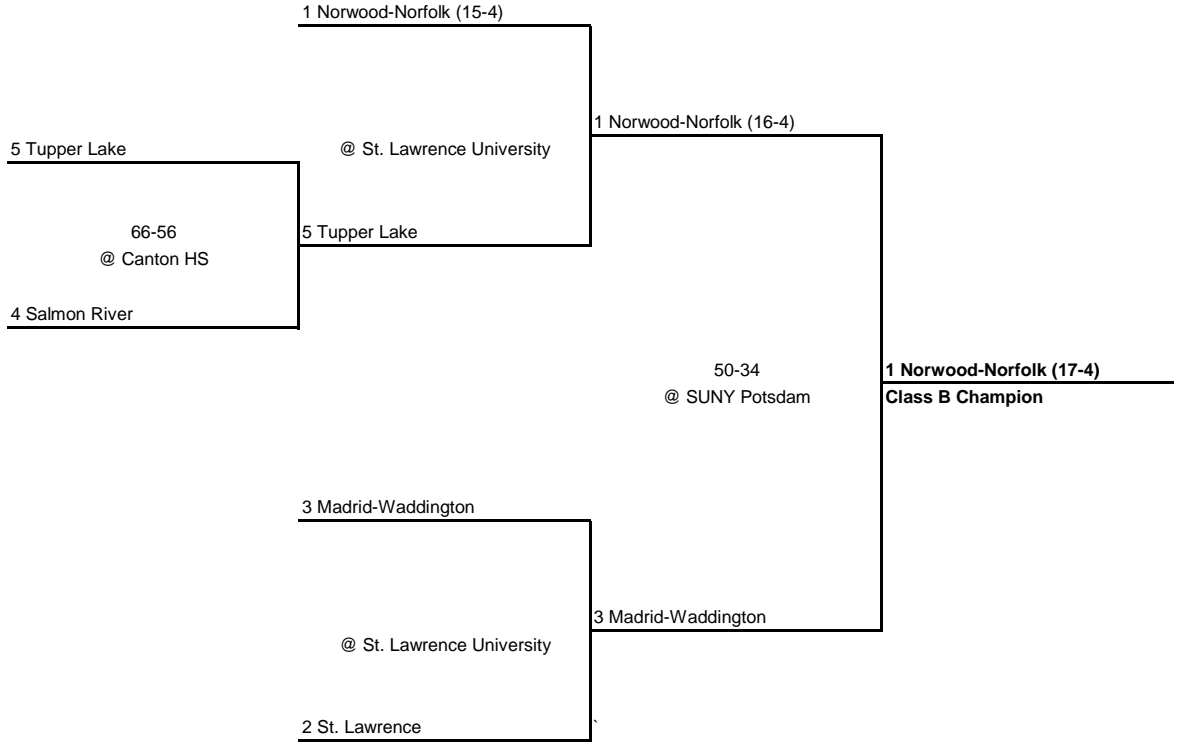 1 Norwood-Norfolk (15-4)
1 Norwood-Norfolk (16-4)
5 Tupper Lake
@ St. Lawrence University
66-56
5 Tupper Lake
@ Canton HS
4 Salmon River
50-34
1 Norwood-Norfolk (17-4)
@ SUNY Potsdam
Class B Champion
3 Madrid-Waddington
3 Madrid-Waddington
@ St. Lawrence University
2 St. Lawrence
`